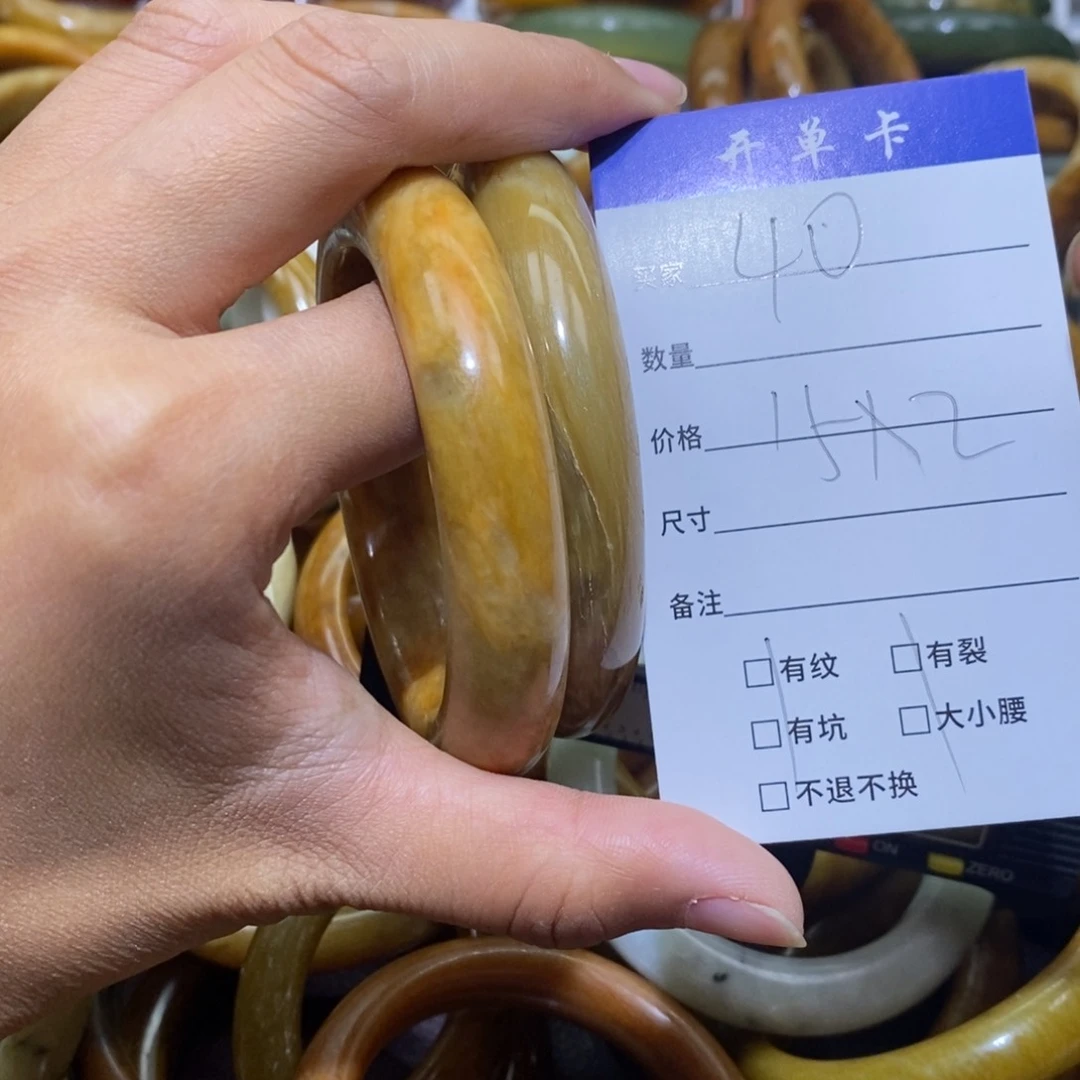 开单卡
买家 40
数量
价格 15X2
尺寸
备注
□有纹 □有裂
□有坑 □大小腰
□不退不换
ON
ZERO